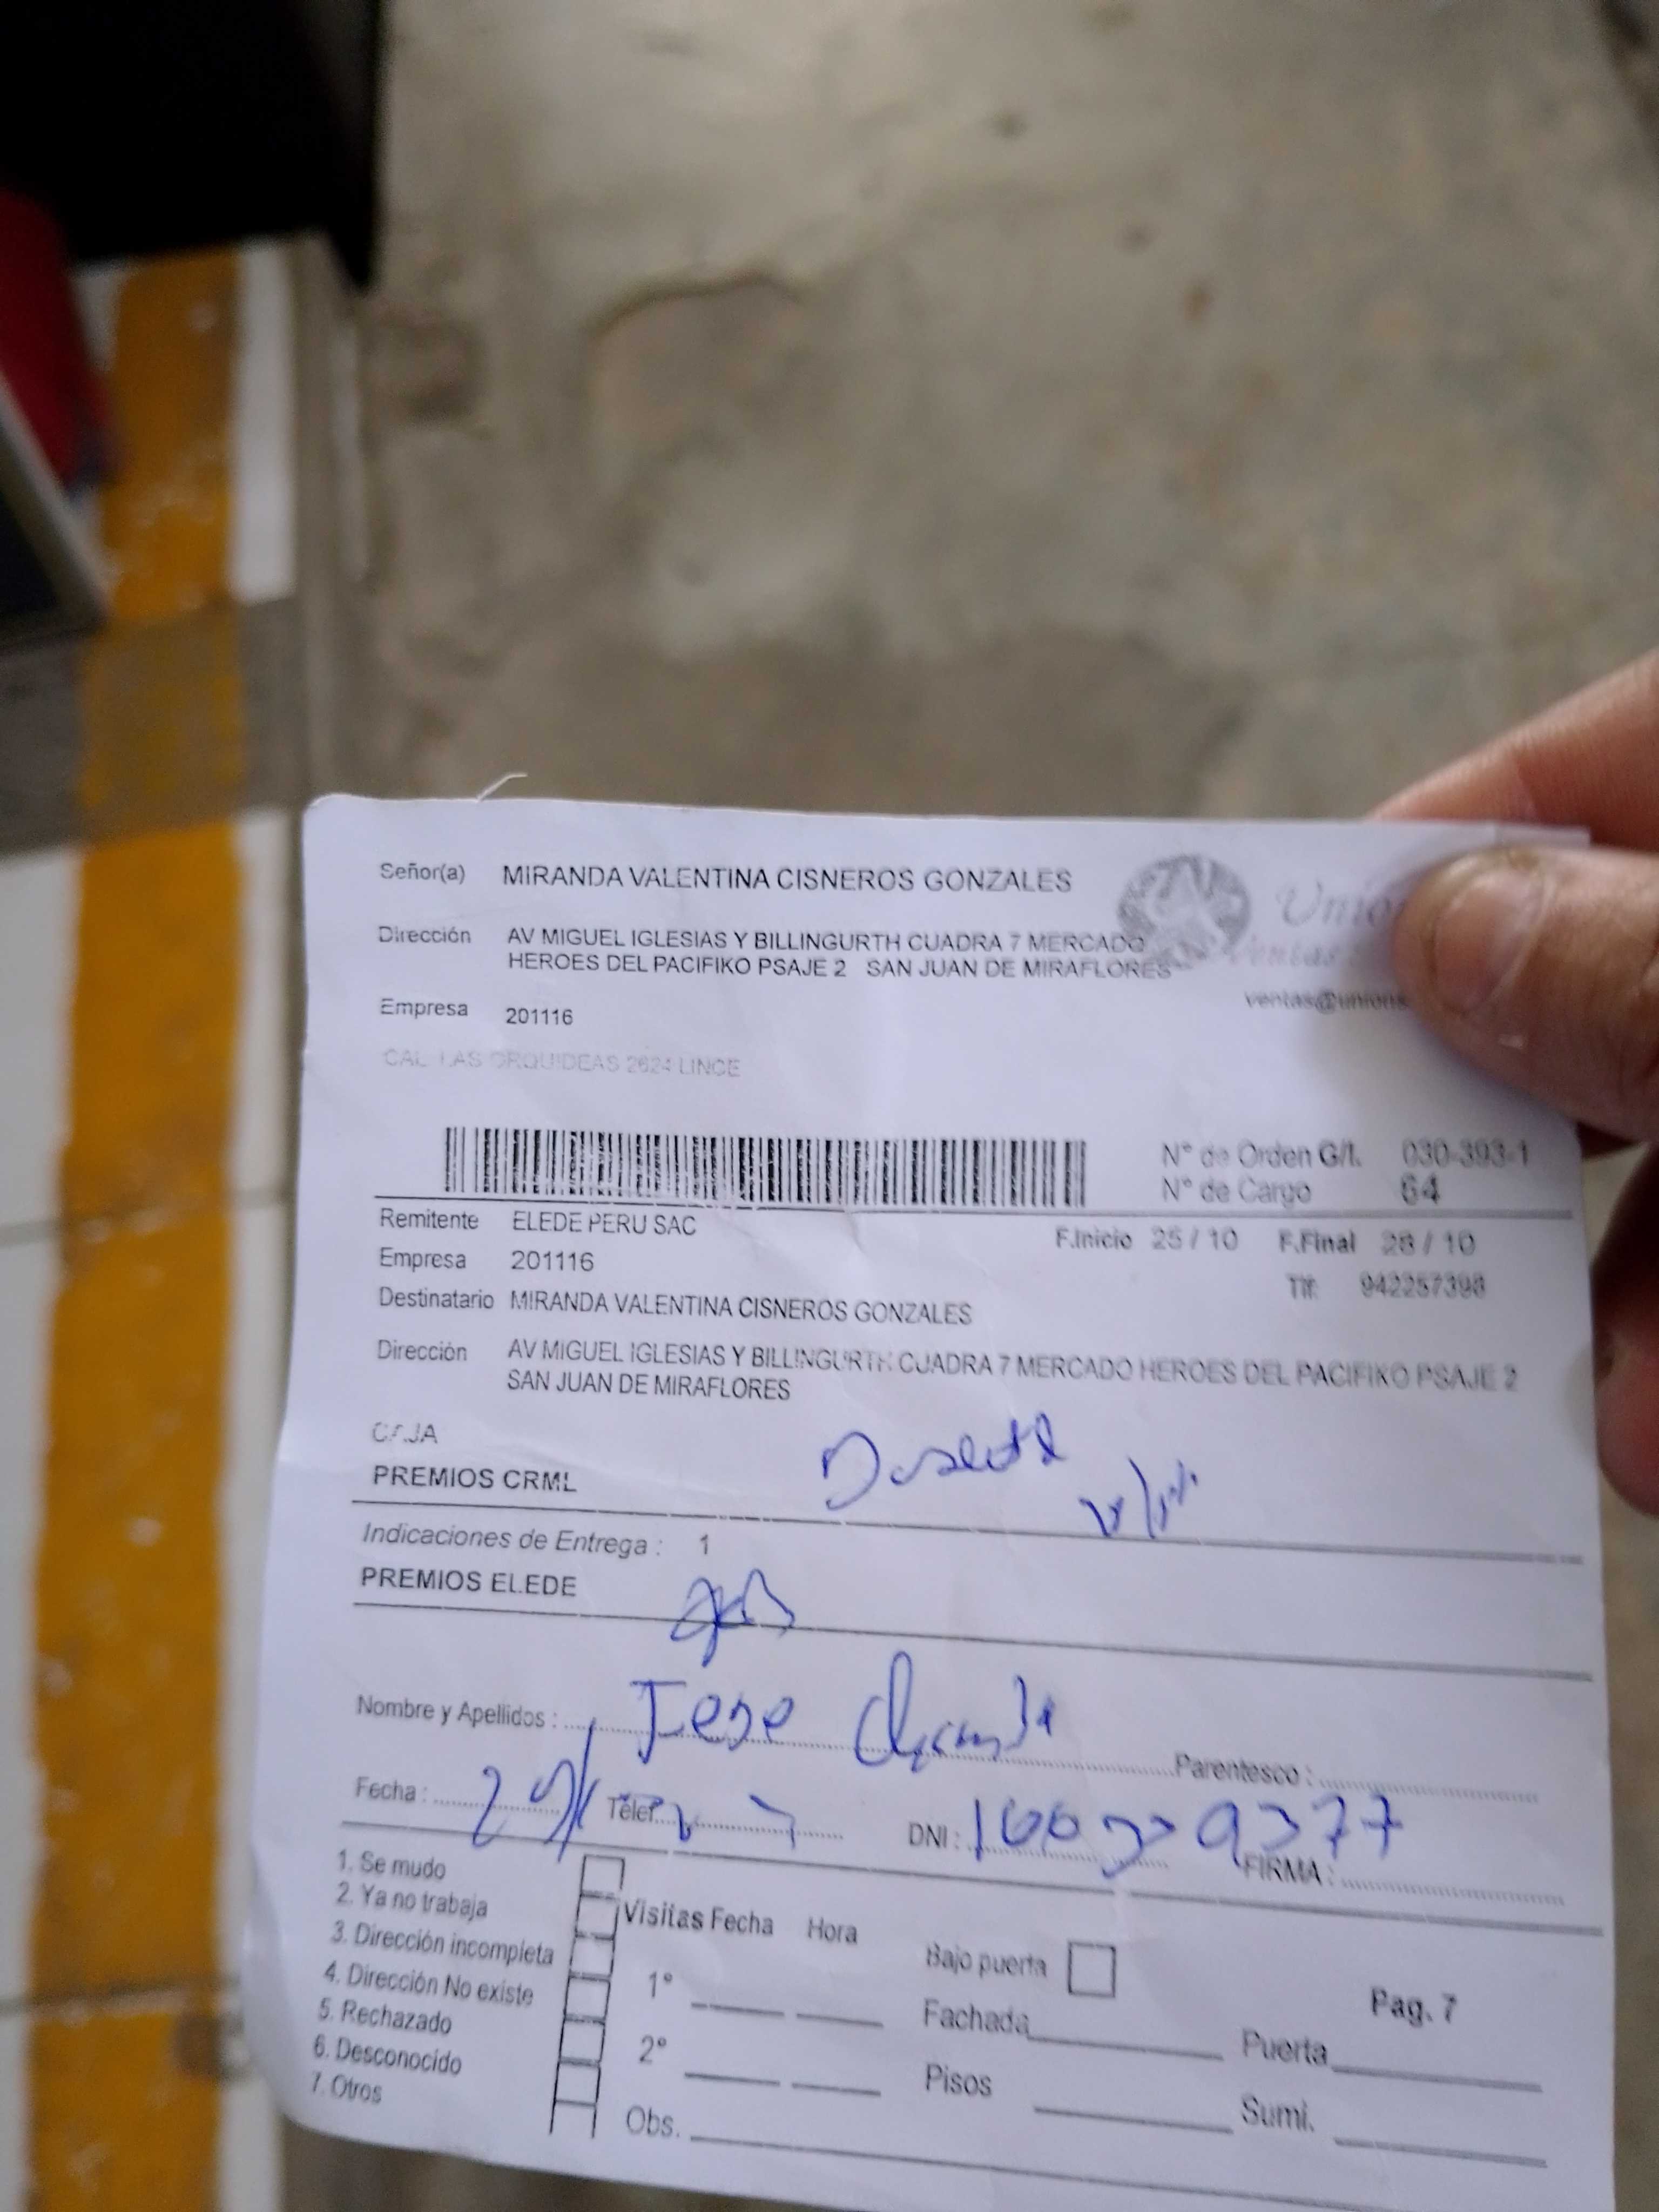 Señor(a) MIRANDA VALENTINA CISNEROS GONZALES
Dirección AV MIGUEL IGLESIAS Y BILLINGURTH CUADRA 7 MERCADO
HEROES DEL PACIFIKO PSAJE 2 SAN JUAN DE MIRAFLORES
ventas@unions
Empresa 201116
CAL LAS ORQUIDEAS 2624 LINCE
N° de Orden G/I. 030-393-1
N° de Cargo 64
Remitente ELEDE PERU SAC
F.Inicio 25 / 10 F.Final 28 / 10
Empresa 201116
Tlf: 942257398
Destinatario MIRANDA VALENTINA CISNEROS GONZALES
Dirección AV MIGUEL IGLESIAS Y BILLINGURTH CUADRA 7 MERCADO HEROES DEL PACIFIKO PSAJE 2
SAN JUAN DE MIRAFLORES
CAJA
PREMIOS CRML
Indicaciones de Entrega : 1
PREMIOS ELEDE
Nombre y Apellidos : Parentesco :
Fecha : Telef. DNI :
FIRMA :
1. Se mudo
2. Ya no trabaja
3. Dirección incompleta
4. Dirección No existe
5. Rechazado
6. Desconocido
7. Otros
Visitas Fecha Hora
1°
2°
Obs.
Bajo puerta
Fachada
Pisos
Pag. 7
Puerta
Sumi.